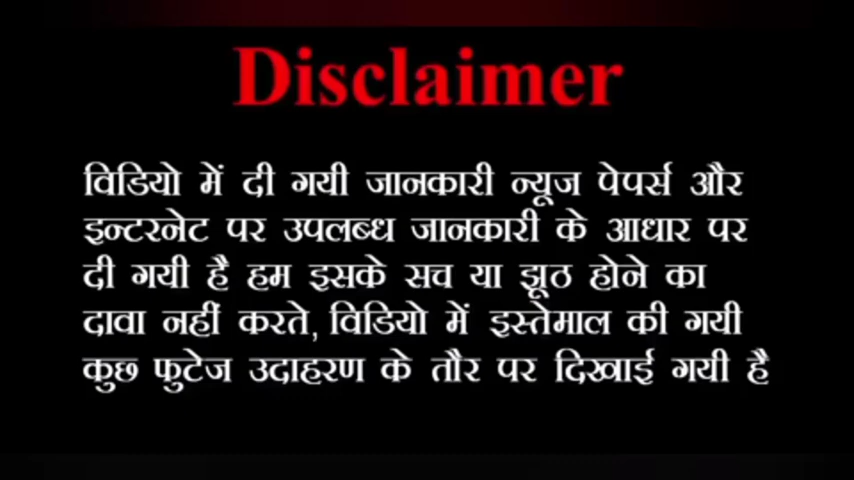 Disclaimer
विडियो में दी गयी जानकारी न्यूज पेपर्स और
इन्टरनेट पर उपलब्ध जानकारी के आधार पर
दी गयी है हम इसके सच या झूठ होने का
दावा नहीं करते, विडियो में इस्तेमाल की गयी
कुछ फुटेज उदाहरण के तौर पर दिखाई गयी है